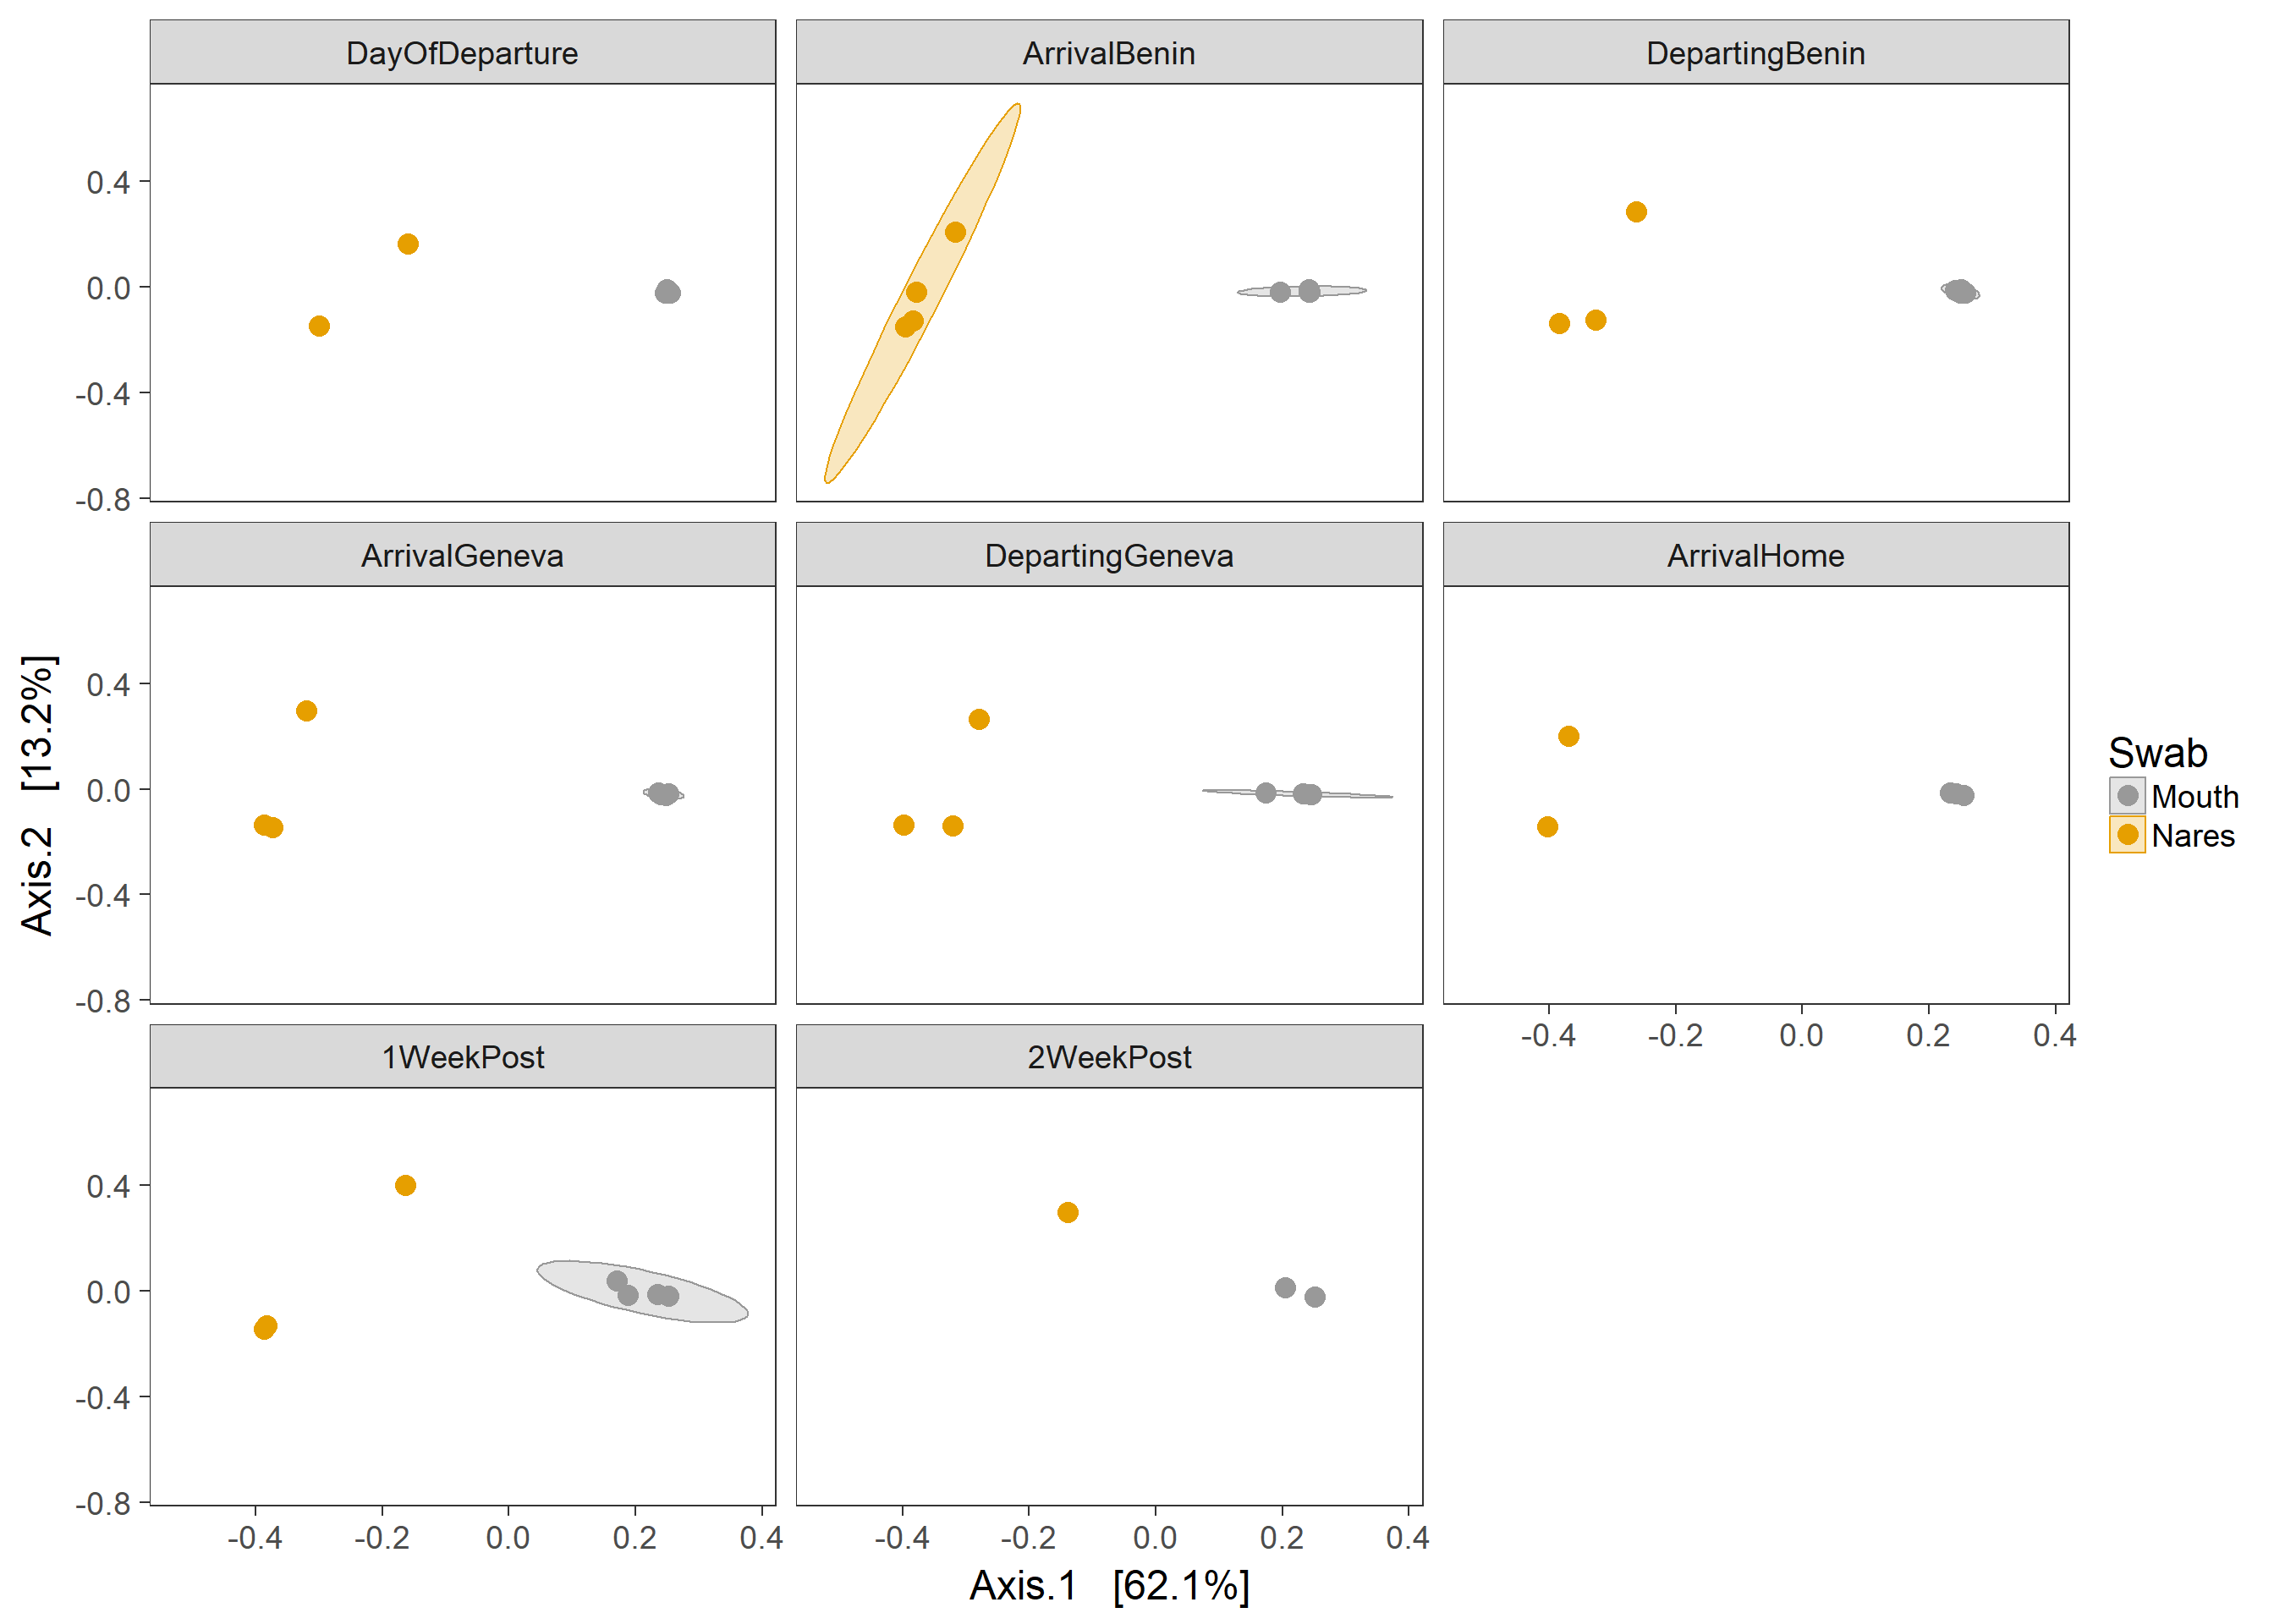 DayOfDeparture
ArrivalBenin
DepartingBenin
0.4
0.0
-0.4
-0.8
ArrivalGeneva
DepartingGeneva
ArrivalHome
0.4
0.0
-0.4
-0.8
-0.4 -0.2 0.0 0.2 0.4
1WeekPost
2WeekPost
0.4
0.0
-0.4
-0.8
-0.4 -0.2 0.0 0.2 0.4
-0.4 -0.2 0.0 0.2 0.4
Axis.1 [62.1%]
Axis.2 [13.2%]
Swab
Mouth
Nares